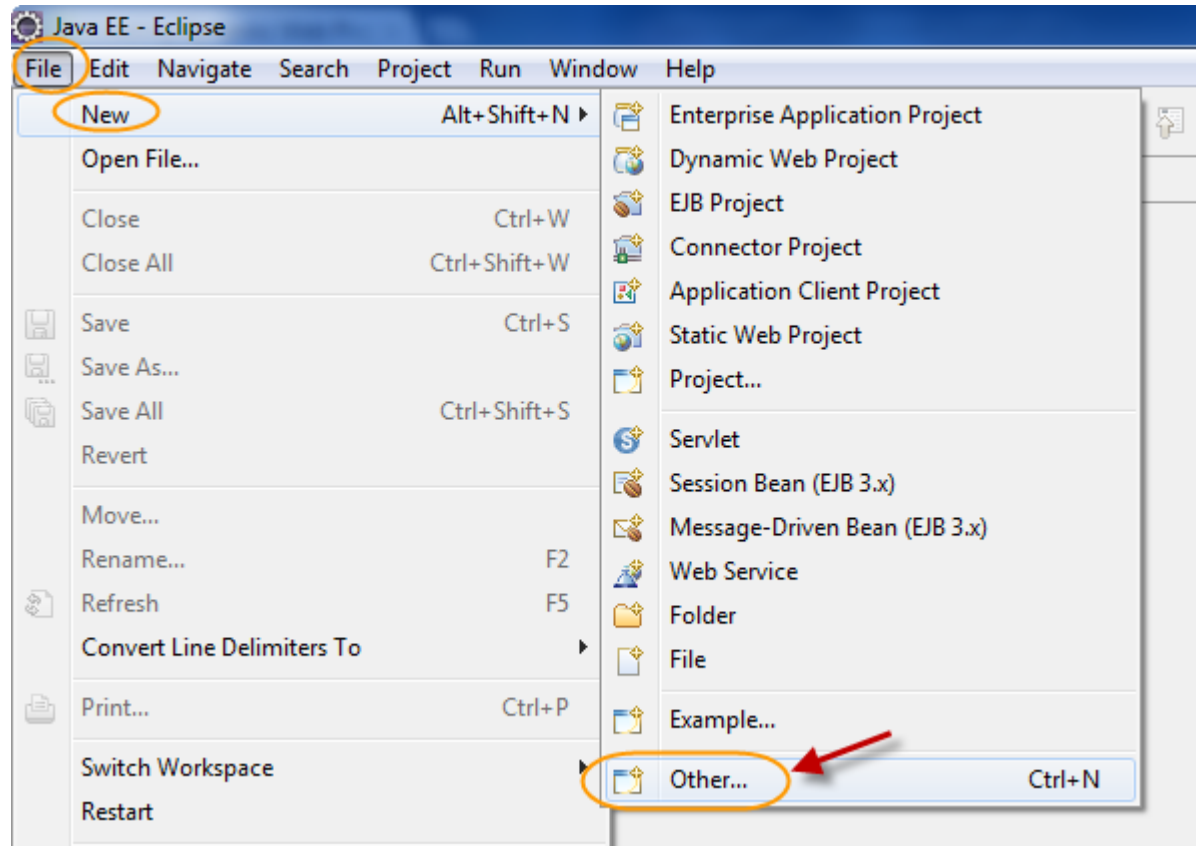 Java EE - Eclipse
File Edit Navigate Search Project Run Window Help
New Alt+Shift+N
Open File...
Close Ctrl+W
Close All Ctrl+Shift+W
Save Ctrl+S
Save As...
Save All Ctrl+Shift+S
Revert
Move...
Rename... F2
Refresh F5
Convert Line Delimiters To
Print... Ctrl+P
Switch Workspace
Restart
Enterprise Application Project
Dynamic Web Project
EJB Project
Connector Project
Application Client Project
Static Web Project
Project...
Servlet
Session Bean (EJB 3.x)
Message-Driven Bean (EJB 3.x)
Web Service
Folder
File
Example...
Other... Ctrl+N